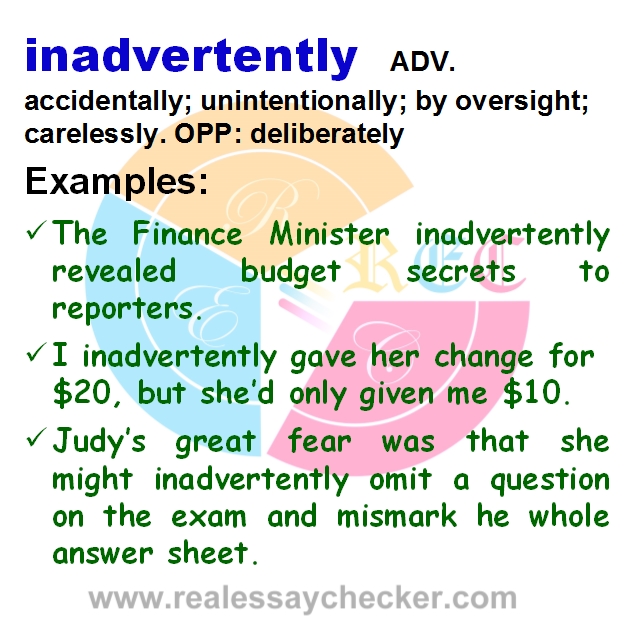 inadvertently ADV.
accidentally; unintentionally; by oversight;
carelessly. OPP: deliberately
Examples:
✓ The Finance Minister inadvertently
revealed budget secrets to
reporters.
✓ I inadvertently gave her change for
$20, but she'd only given me $10.
✓ Judy's great fear was that she
might inadvertently omit a question
on the exam and mismark he whole
answer sheet.
R
E
C
REC
www.realessaychecker.com